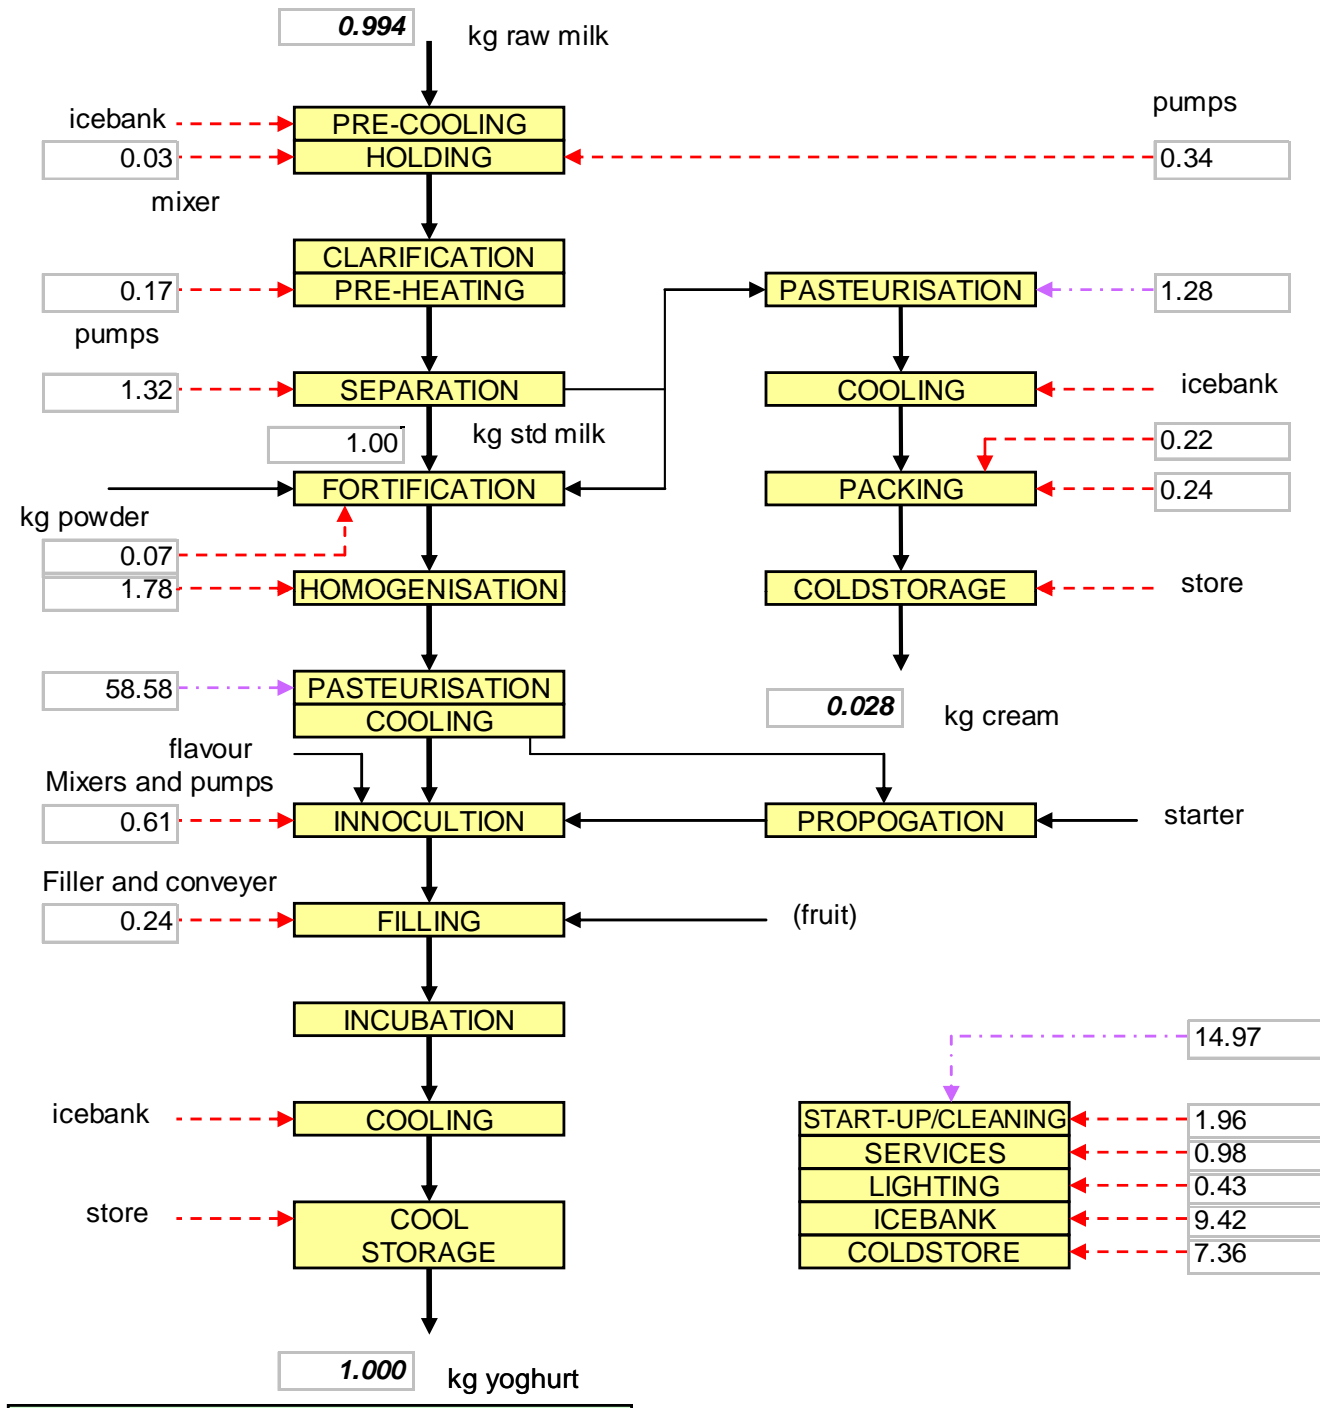 0.994
kg raw milk
pumps
icebank
PRE-COOLING
0.03
HOLDING
0.34
mixer
CLARIFICATION
0.17
PRE-HEATING
PASTEURISATION
1.28
pumps
1.32
SEPARATION
COOLING
icebank
1.00
kg std milk
0.22
FORTIFICATION
PACKING
0.24
kg powder
0.07
1.78
HOMOGENISATION
COLDSTORAGE
store
58.58
PASTEURISATION
COOLING
0.028
kg cream
flavour
Mixers and pumps
0.61
INNOCULTION
PROPOGATION
starter
Filler and conveyer
0.24
FILLING
(fruit)
INCUBATION
14.97
icebank
COOLING
START-UP/CLEANING
1.96
SERVICES
0.98
LIGHTING
0.43
store
COOL
STORAGE
ICEBANK
9.42
COLDSTORE
7.36
1.000
kg yoghurt